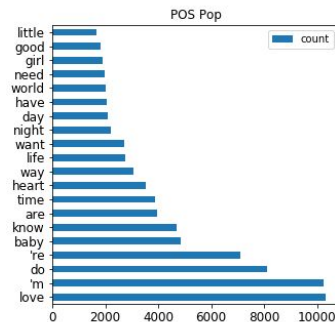 POS Pop
count
little
good
girl
need
world
have
day
night
want
life
way
heart
time
are
know
baby
're
do
'm
love
0 2000 4000 6000 8000 10000